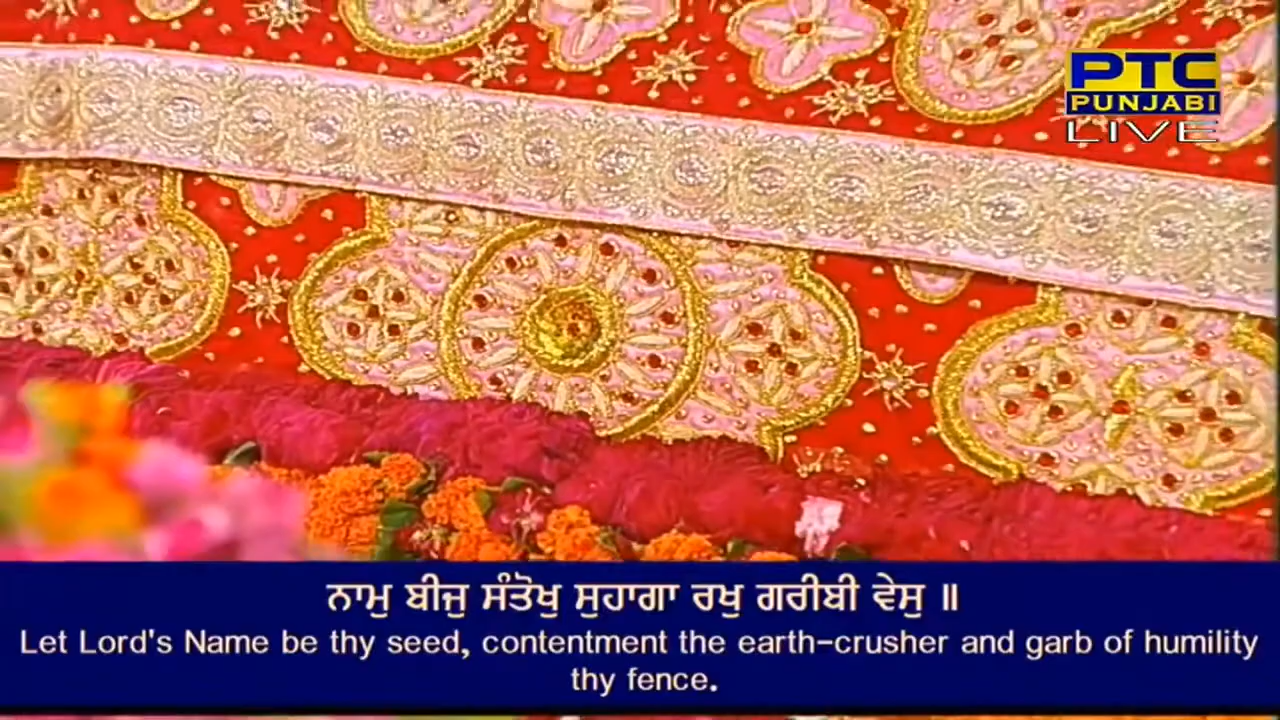 PTC
PUNJABI
LIVE
ਨਾਮੁ ਬੀਜੁ ਸੰਤੋਖੁ ਸੁਹਾਗਾ ਰਖੁ ਗਰੀਬੀ ਵੇਸੁ ॥
Let Lord's Name be thy seed, contentment the earth-crusher and garb of humility
thy fence.